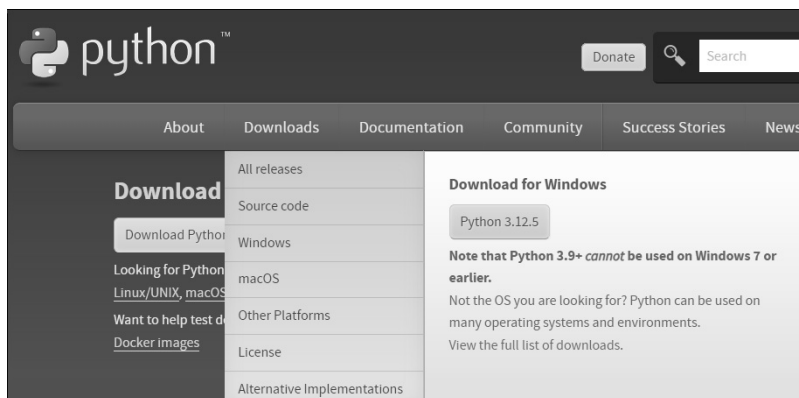 python™
Donate
Search
About Downloads Documentation Community Success Stories News
Download
Download Python
Looking for Python
Linux/UNIX, macOS
Want to help test
Docker images
All releases
Source code
Windows
macOS
Other Platforms
License
Alternative Implementations
Download for Windows
Python 3.12.5
Note that Python 3.9+ cannot be used on Windows 7 or
earlier.
Not the OS you are looking for? Python can be used on
many operating systems and environments.
View the full list of downloads.